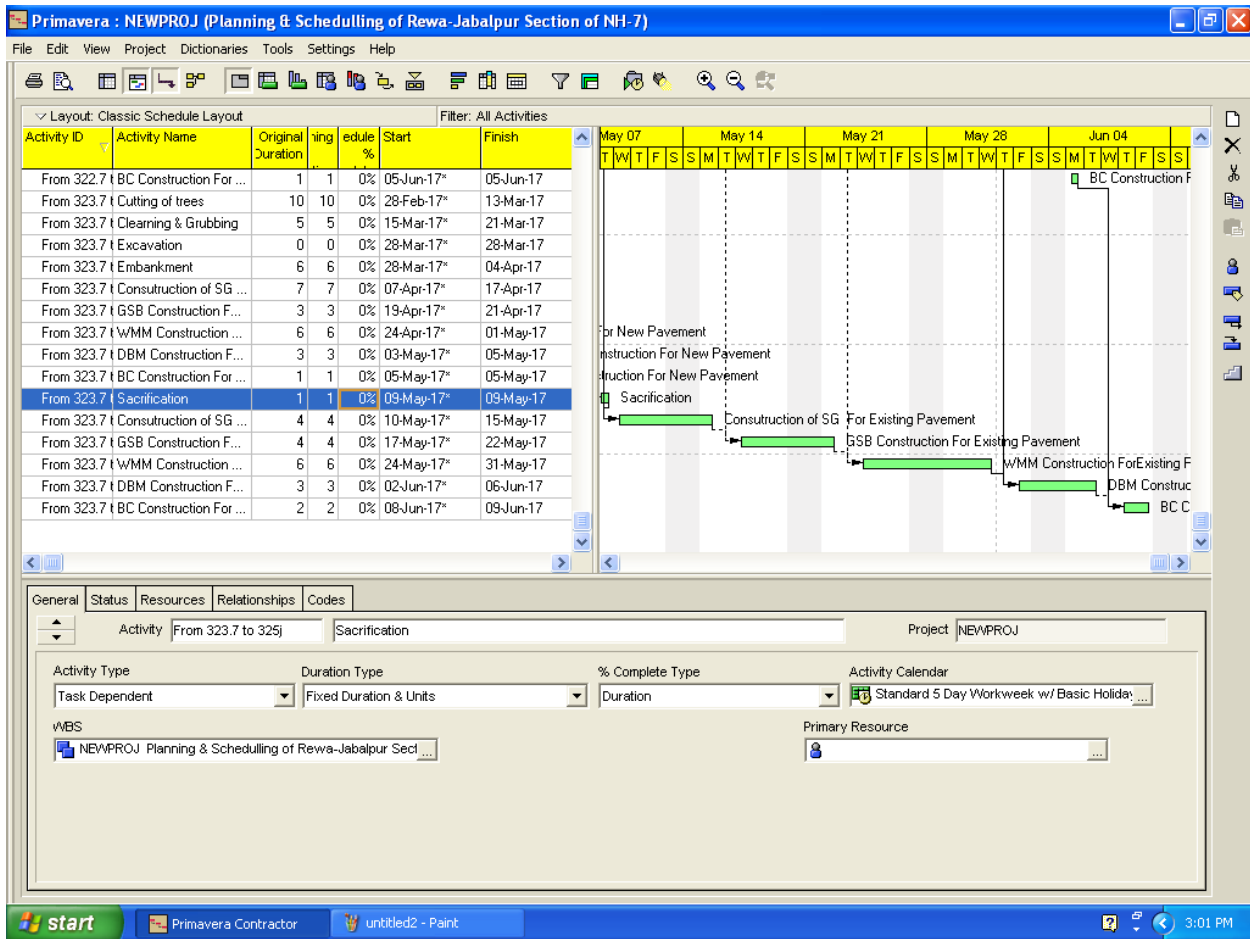 Primavera : NEWPROJ (Planning & Schedulling of Rewa-Jabalpur Section of NH-7)
File Edit View Project Dictionaries Tools Settings Help
Layout: Classic Schedule Layout Filter: All Activities
Activity ID Activity Name Original Duration ning edule % Start Finish
May 07 May 14 May 21 May 28 Jun 04
T W T F S S M T W T F S S M T W T F S S M T W T F S S M T W T F S S
From 322.7 t BC Construction For ... 1 1 0% 05-Jun-17* 05-Jun-17 BC Construction F
From 323.7 t Cutting of trees 10 10 0% 28-Feb-17* 13-Mar-17
From 323.7 t Clearning & Grubbing 5 5 0% 15-Mar-17* 21-Mar-17
From 323.7 t Excavation 0 0 0% 28-Mar-17* 28-Mar-17
From 323.7 t Embankment 6 6 0% 28-Mar-17* 04-Apr-17
From 323.7 t Consutruction of SG ... 7 7 0% 07-Apr-17* 17-Apr-17
From 323.7 t GSB Construction F... 3 3 0% 19-Apr-17* 21-Apr-17
From 323.7 t WMM Construction ... 6 6 0% 24-Apr-17* 01-May-17 For New Pavement
From 323.7 t DBM Construction F... 3 3 0% 03-May-17* 05-May-17 nstruction For New Pavement
From 323.7 t BC Construction For ... 1 1 0% 05-May-17* 05-May-17 truction For New Pavement
From 323.7 t Sacrification 1 1 0% 09-May-17* 09-May-17 Sacrification
From 323.7 t Consutruction of SG ... 4 4 0% 10-May-17* 15-May-17 Consutruction of SG For Existing Pavement
From 323.7 t GSB Construction F... 4 4 0% 17-May-17* 22-May-17 GSB Construction For Existing Pavement
From 323.7 t WMM Construction ... 6 6 0% 24-May-17* 31-May-17 WMM Construction ForExisting F
From 323.7 t DBM Construction F... 3 3 0% 02-Jun-17* 06-Jun-17 DBM Construc
From 323.7 t BC Construction For ... 2 2 0% 08-Jun-17* 09-Jun-17 BC C
General Status Resources Relationships Codes
Activity From 323.7 to 325j Sacrification Project NEWPROJ
Activity Type Duration Type % Complete Type Activity Calendar
Task Dependent Fixed Duration & Units Duration Standard 5 Day Workweek w/ Basic Holiday ...
WBS Primary Resource
NEWPROJ Planning & Schedulling of Rewa-Jabalpur Sect ... ...
start Primavera Contractor untitled2 - Paint 3:01 PM